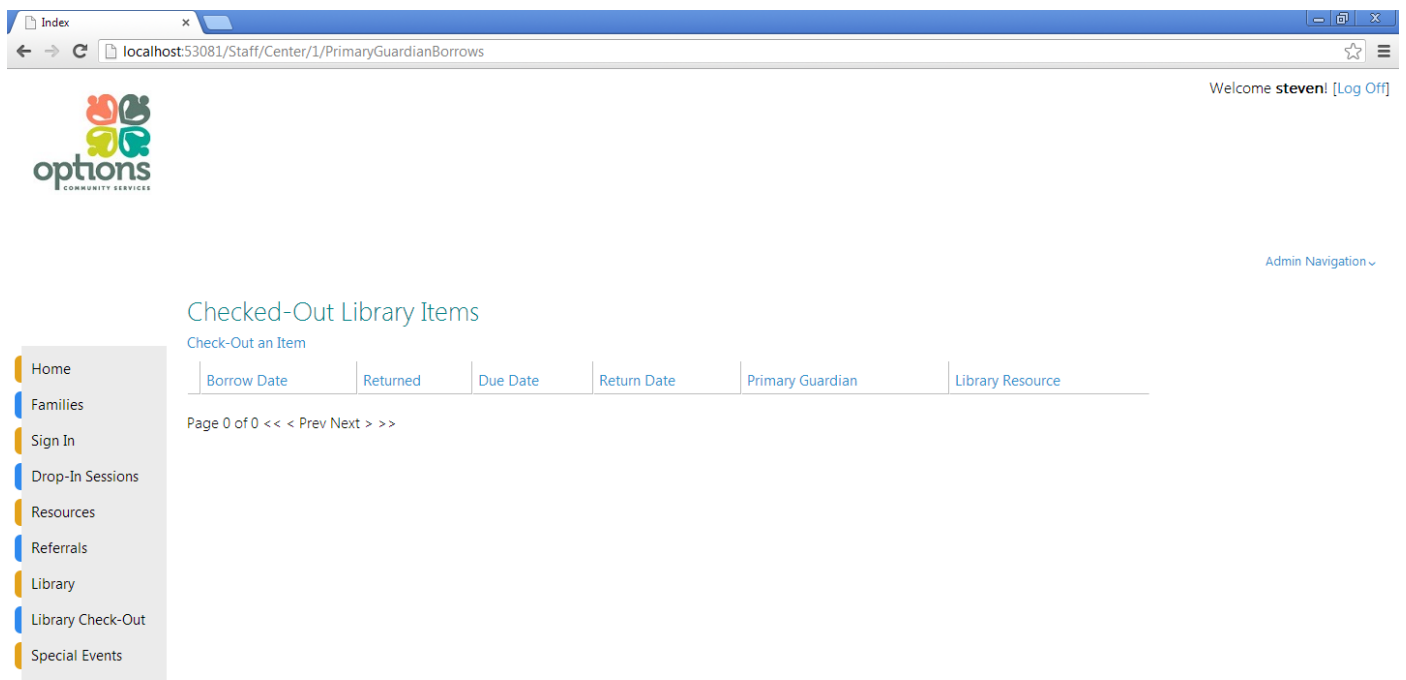 Index
localhost:53081/Staff/Center/1/PrimaryGuardianBorrows
Welcome steven! [Log Off]
options
COMMUNITY SERVICES
Admin Navigation
Checked-Out Library Items
Check-Out an Item
Borrow Date Returned Due Date Return Date Primary Guardian Library Resource
Page 0 of 0 << < Prev Next > >>
Home
Families
Sign In
Drop-In Sessions
Resources
Referrals
Library
Library Check-Out
Special Events